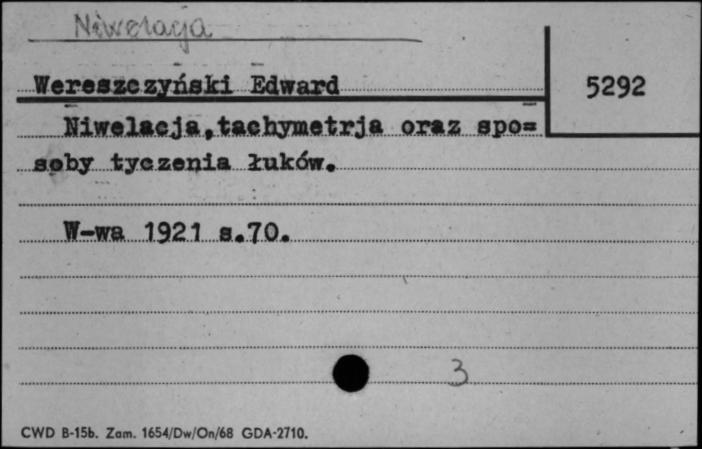 Niwelacja
Wereszczyński Edward
5292
Niwelacja,tachymetrja oraz spo=
soby tyczenia łuków.
W-wa 1921 s.70.
3
CWD B-15b. Zam. 1654/Dw/On/68 GDA-2710.